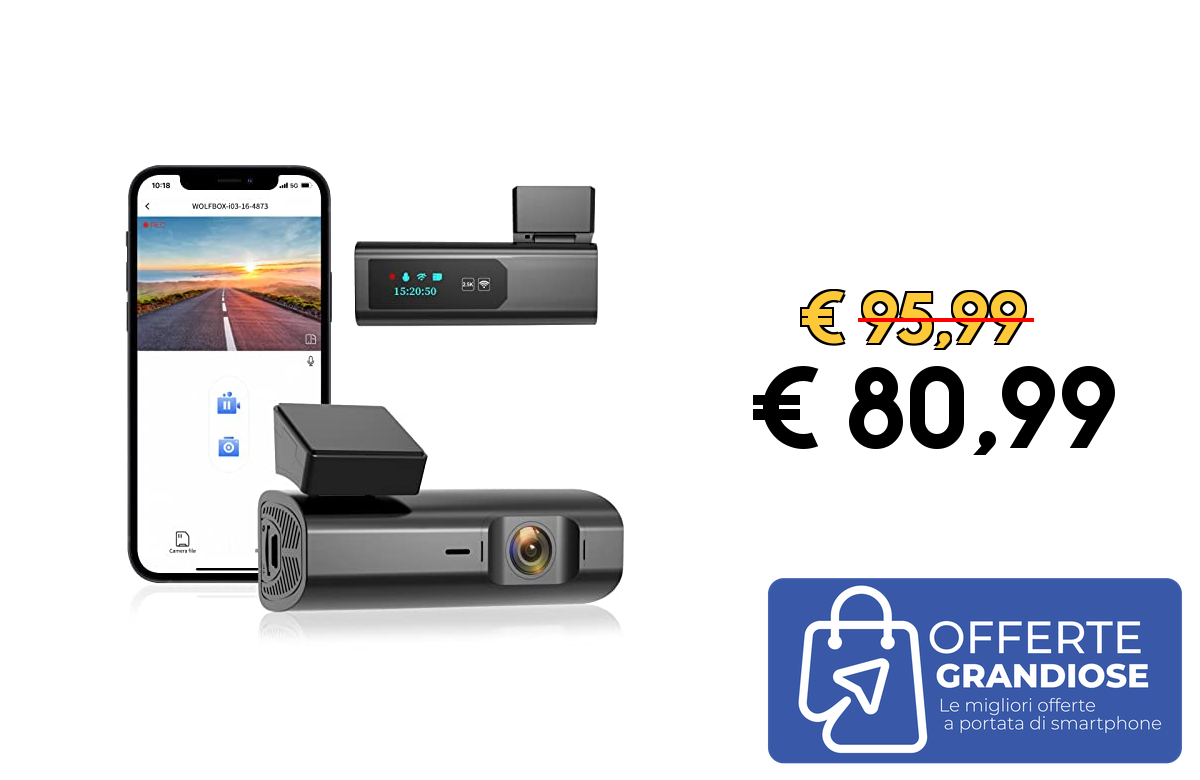 10:18
5G
WOLFBOX-i03-16-4873
REC
15:20:50
2.5K
Camera file
€ 95,99
€ 80,99
OFFERTE
GRANDIOSE
Le migliori offerte
a portata di smartphone